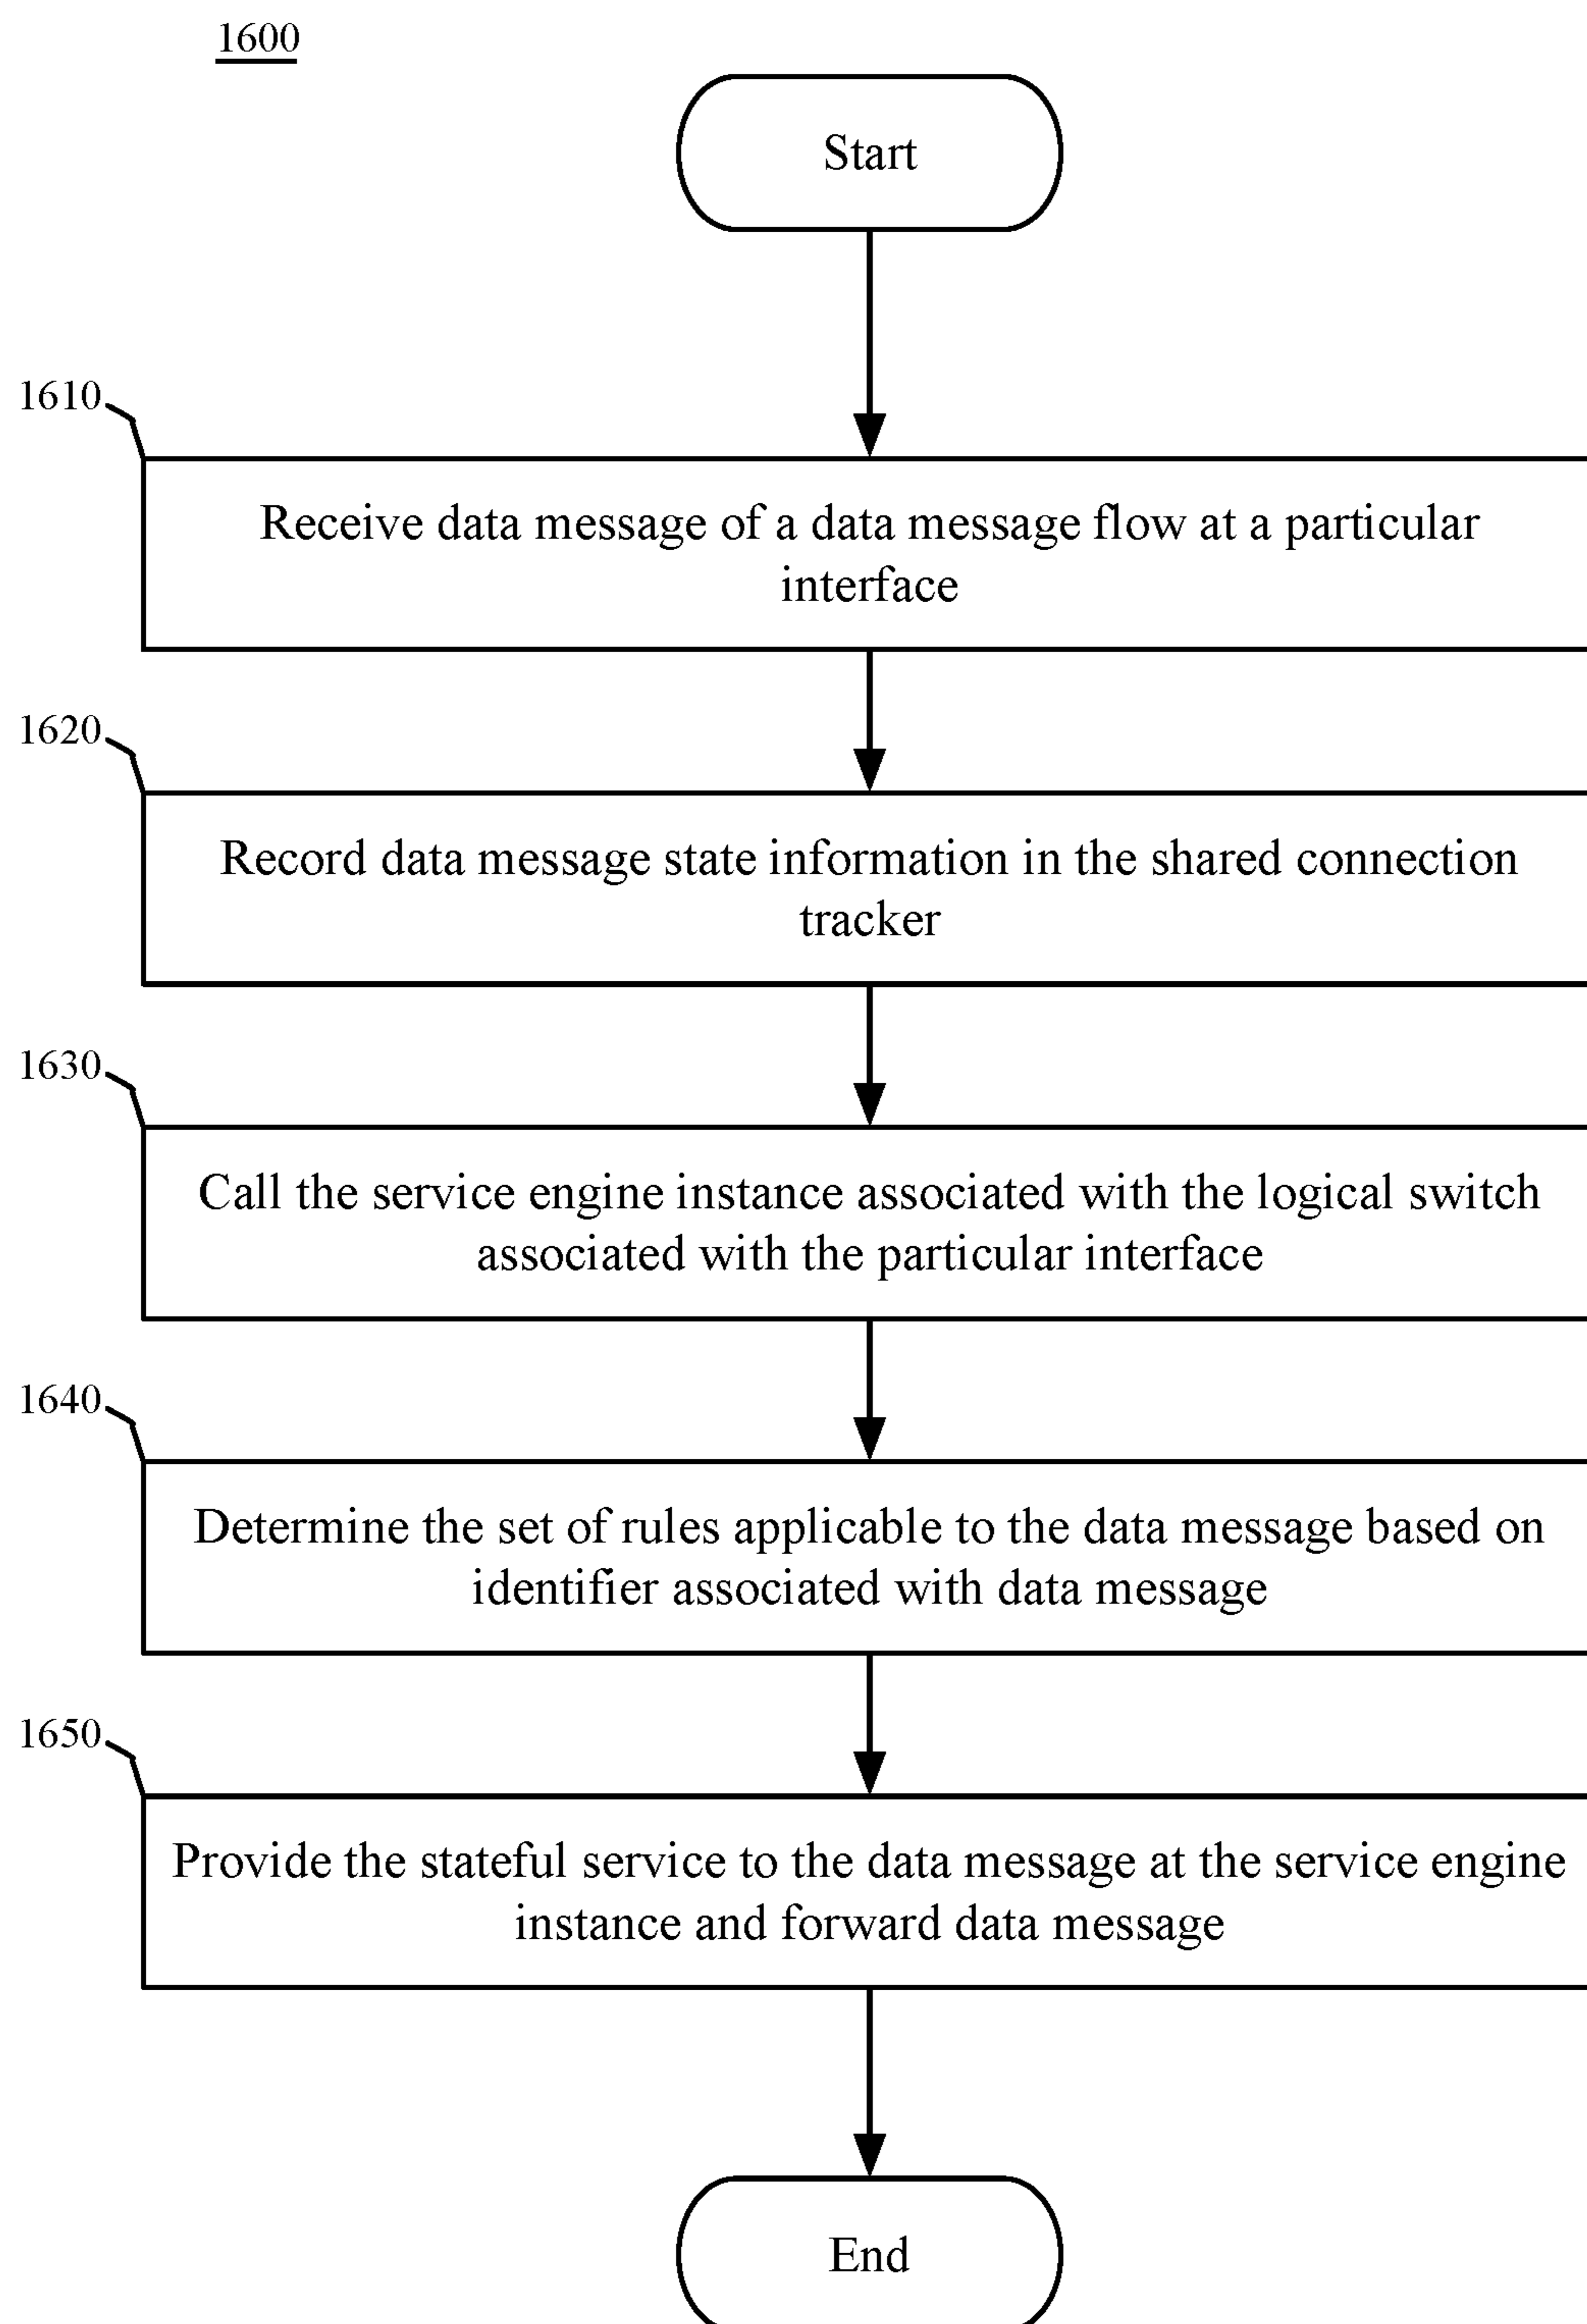 1600
Start
1610
Receive data message of a data message flow at a particular
interface
1620
Record data message state information in the shared connection
tracker
1630
Call the service engine instance associated with the logical switch
associated with the particular interface
1640
Determine the set of rules applicable to the data message based on
identifier associated with data message
1650
Provide the stateful service to the data message at the service engine
instance and forward data message
End